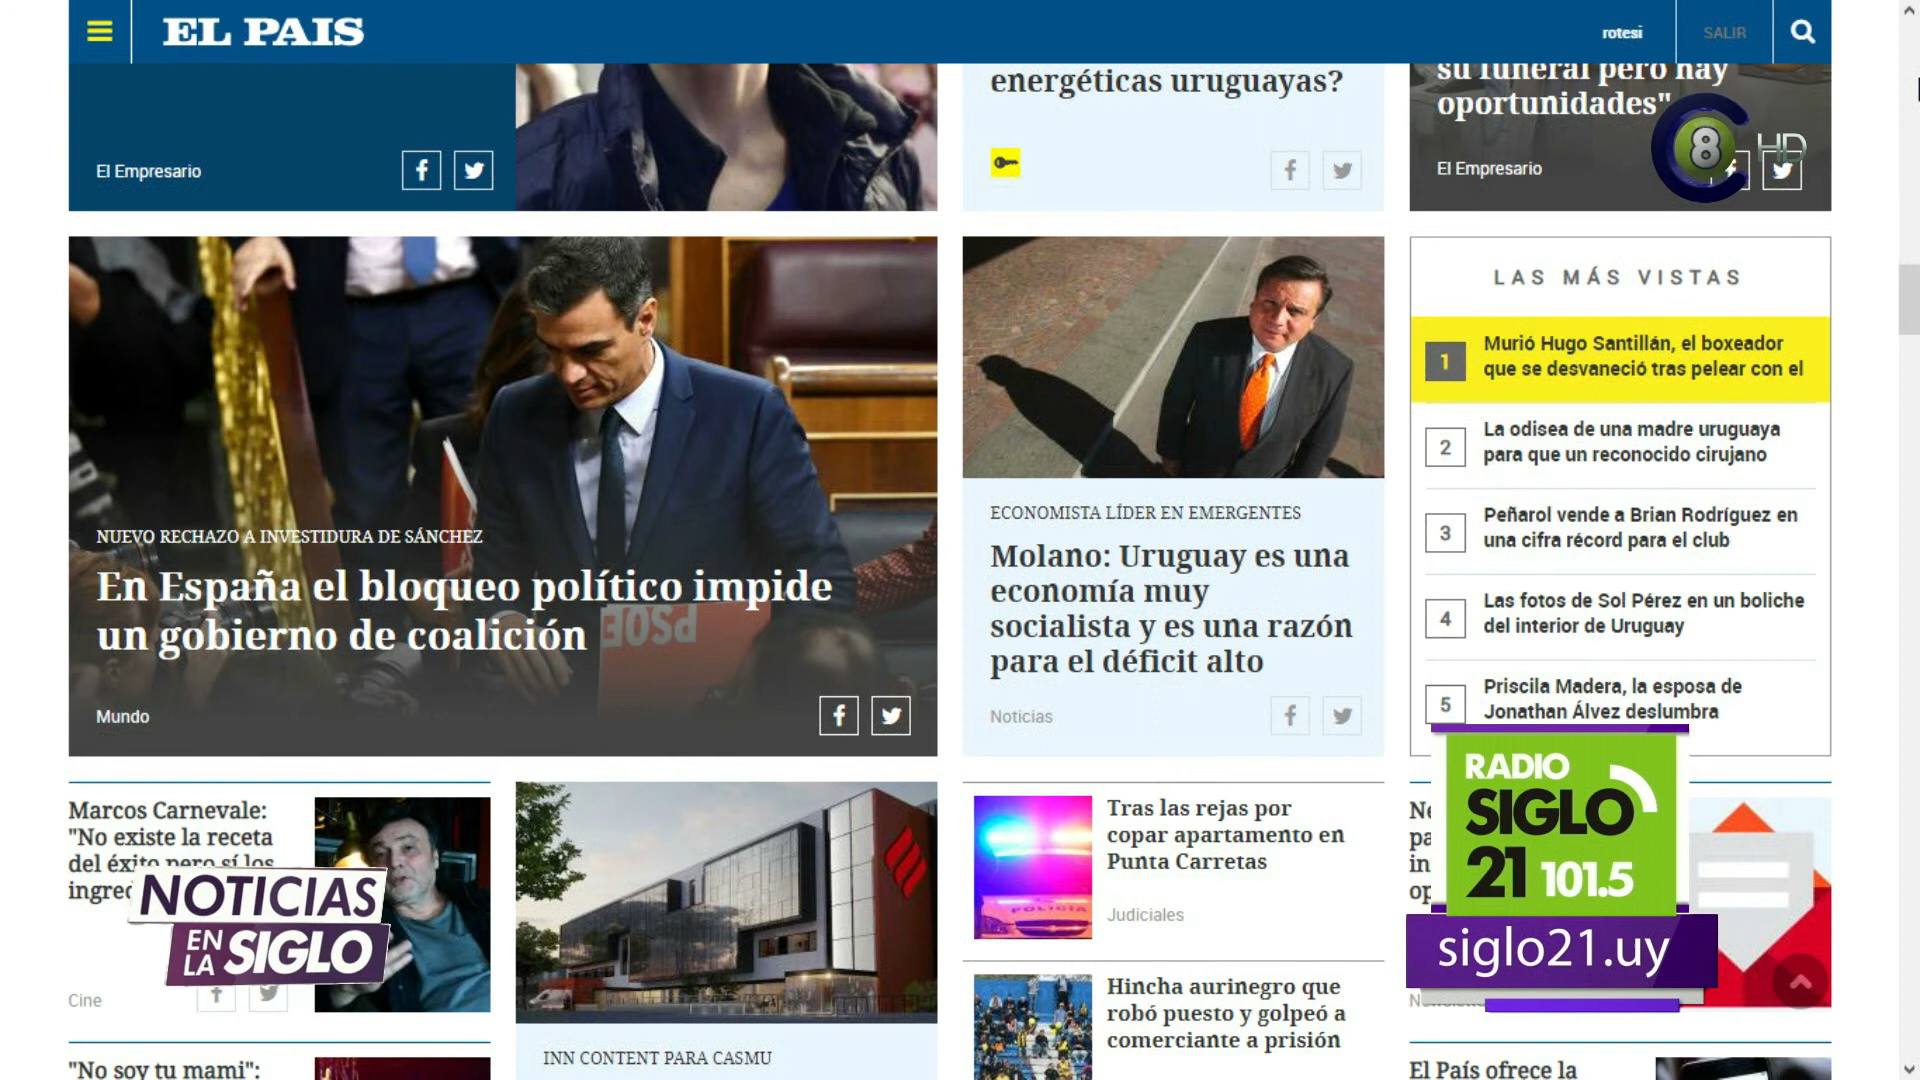 EL PAIS
rotesi
SALIR
El Empresario
energéticas uruguayas?
su funeral pero hay
oportunidades"
El Empresario
8
HD
NUEVO RECHAZO A INVESTIDURA DE SÁNCHEZ
En España el bloqueo político impide
un gobierno de coalición
PSOE
Mundo
ECONOMISTA LÍDER EN EMERGENTES
Molano: Uruguay es una
economía muy
socialista y es una razón
para el déficit alto
Noticias
LAS MÁS VISTAS
1
Murió Hugo Santillán, el boxeador
que se desvaneció tras pelear con el
2
La odisea de una madre uruguaya
para que un reconocido cirujano
3
Peñarol vende a Brian Rodríguez en
una cifra récord para el club
4
Las fotos de Sol Pérez en un boliche
del interior de Uruguay
5
Priscila Madera, la esposa de
Jonathan Álvez deslumbra
Marcos Carnevale:
"No existe la receta
del éxito pero sí los
Cine
NOTICIAS
EN
LA SIGLO
"No soy tu mami":
INN CONTENT PARA CASMU
Tras las rejas por
copar apartamento en
Punta Carretas
Judiciales
POLICIA
Hincha aurinegro que
robó puesto y golpeó a
comerciante a prisión
RADIO
SIGLO
21 101.5
siglo21.uy
El País ofrece la